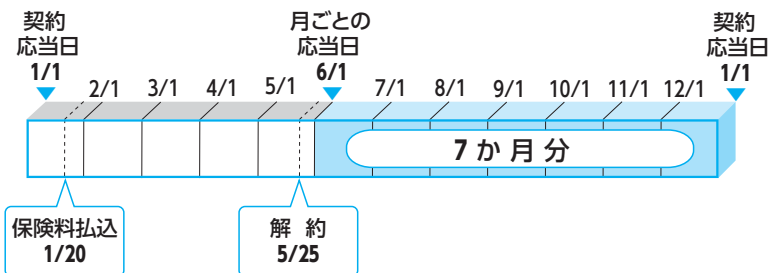 契約
応当日
1/1
月ごとの
応当日
6/1
契約
応当日
1/1
2/1 3/1 4/1 5/1 7/1 8/1 9/1 10/1 11/1 12/1
7か月分
保険料払込
1/20
解 約
5/25